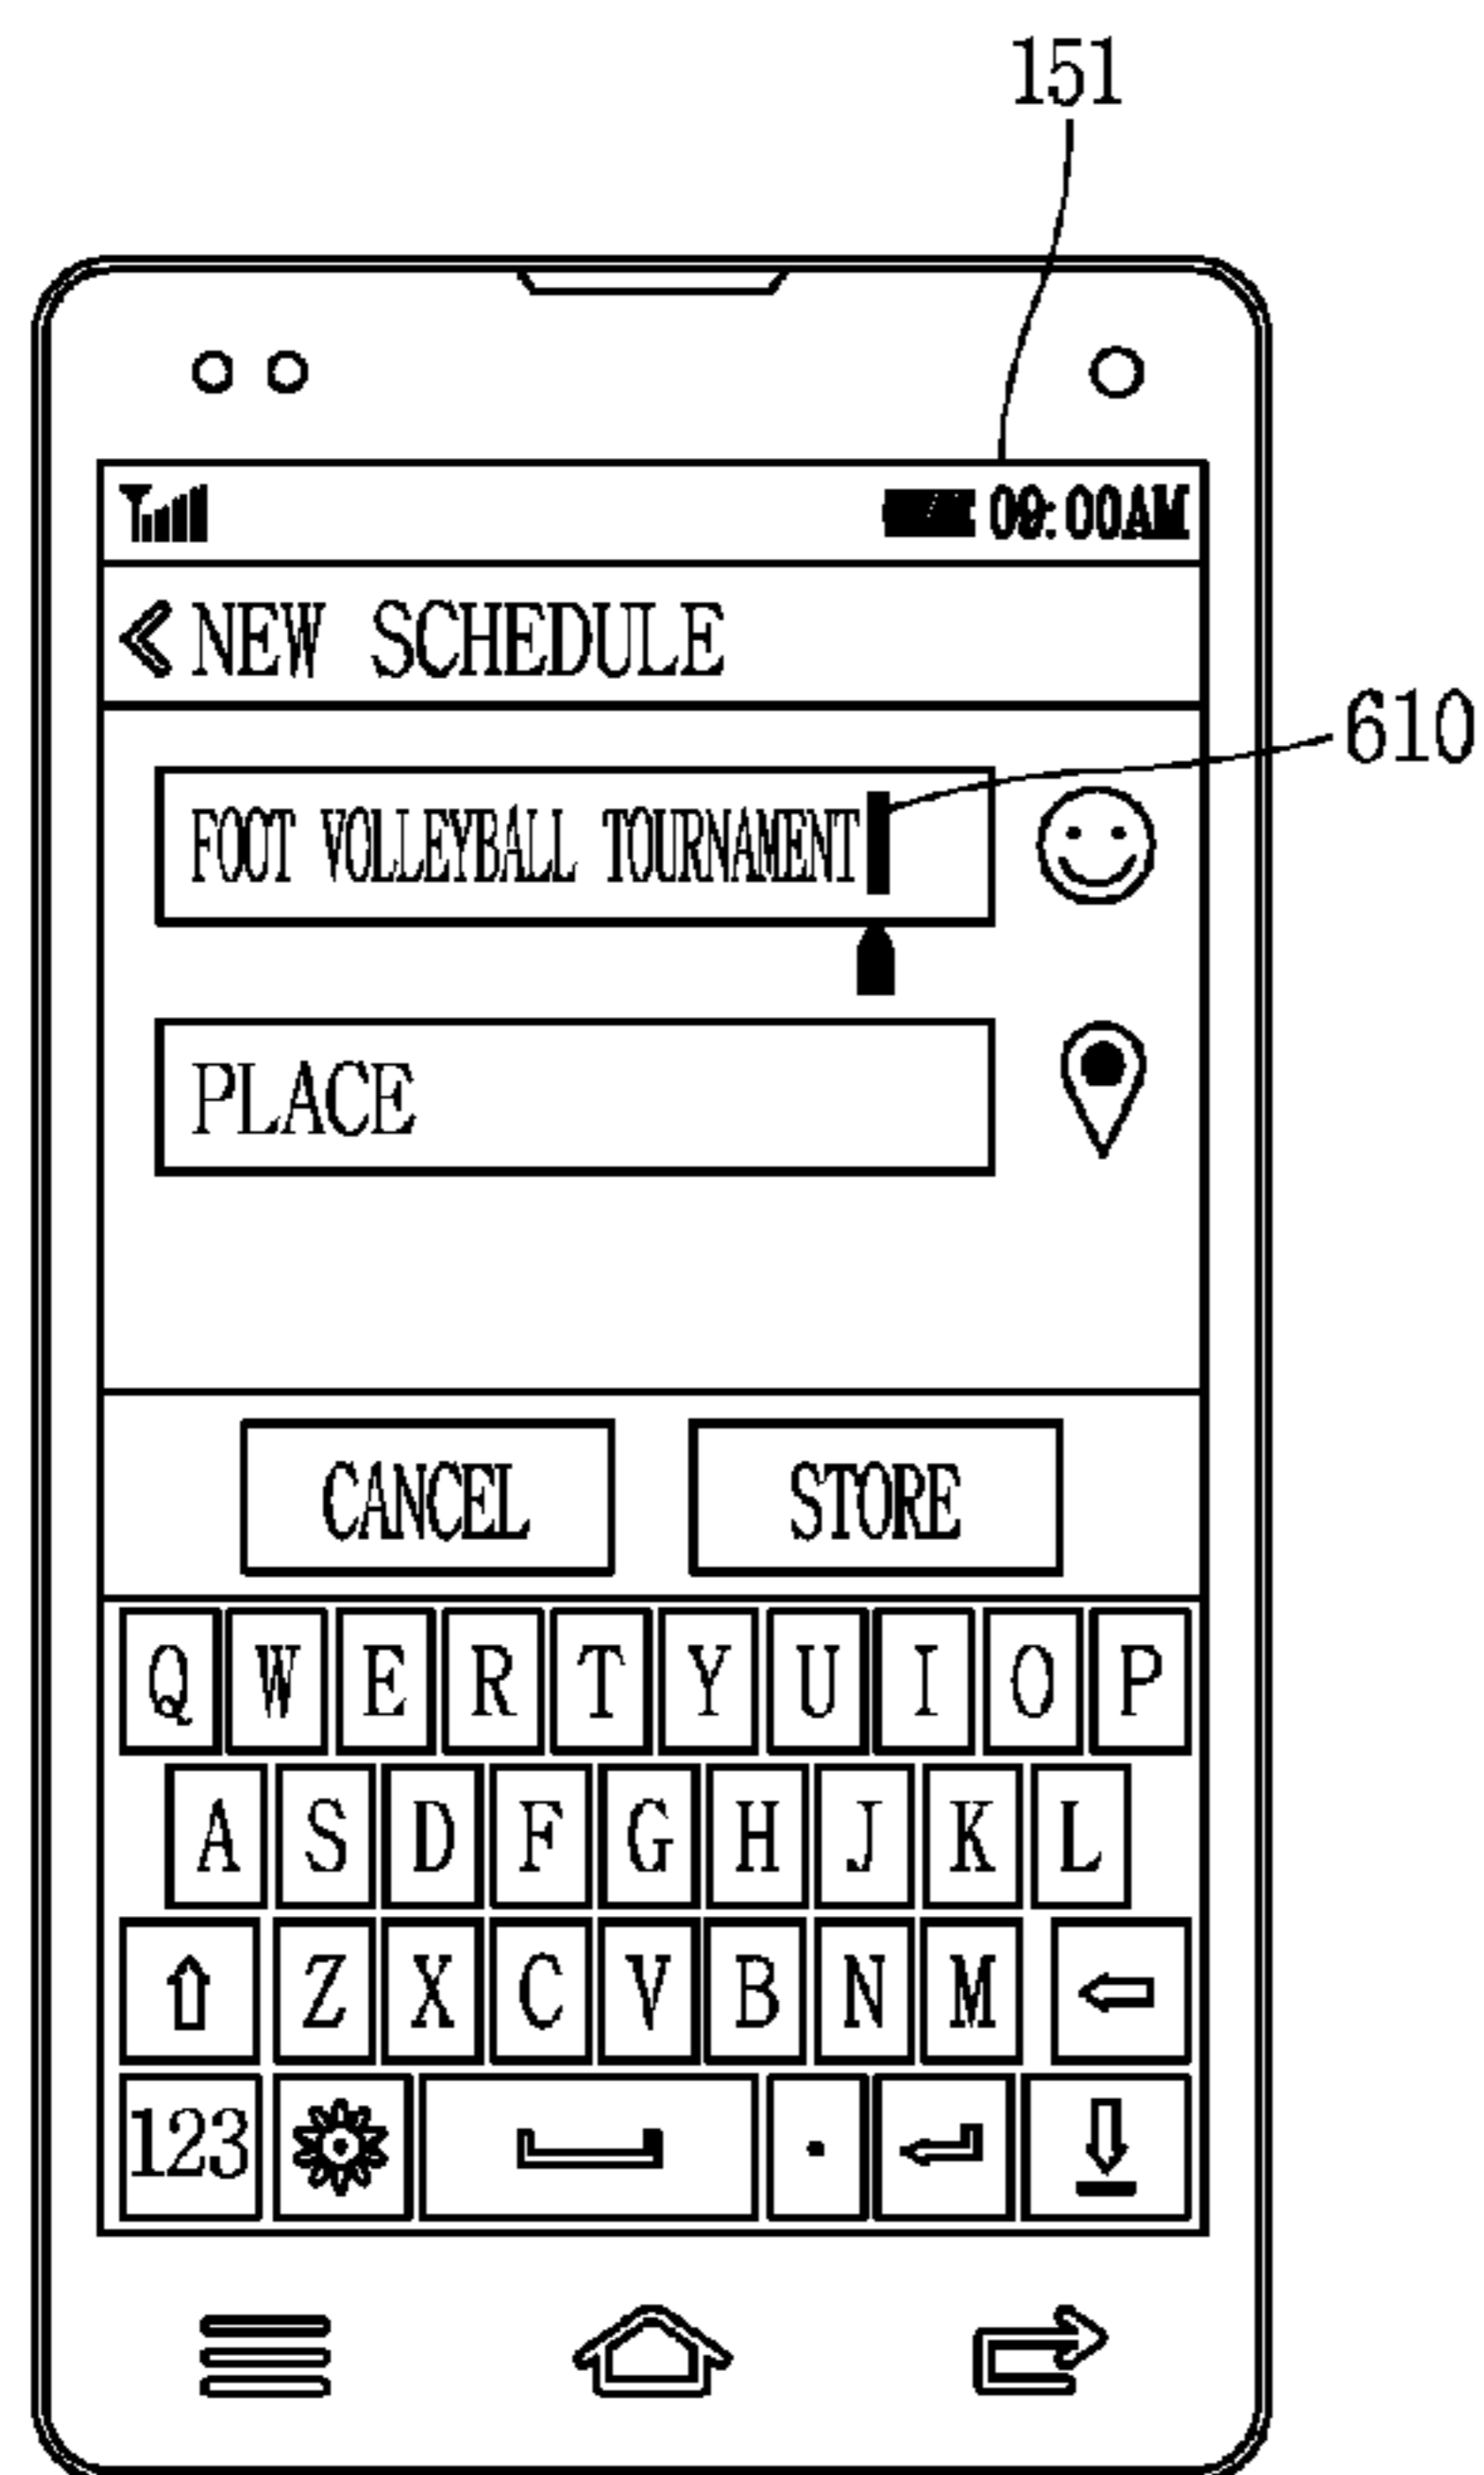 151
09:00AM
NEW SCHEDULE
610
FOOT VOLLEYBALL TOURNAMENT
PLACE
CANCEL STORE
Q W E R T Y U I O P
A S D F G H J K L
Z X C V B N M
123 .